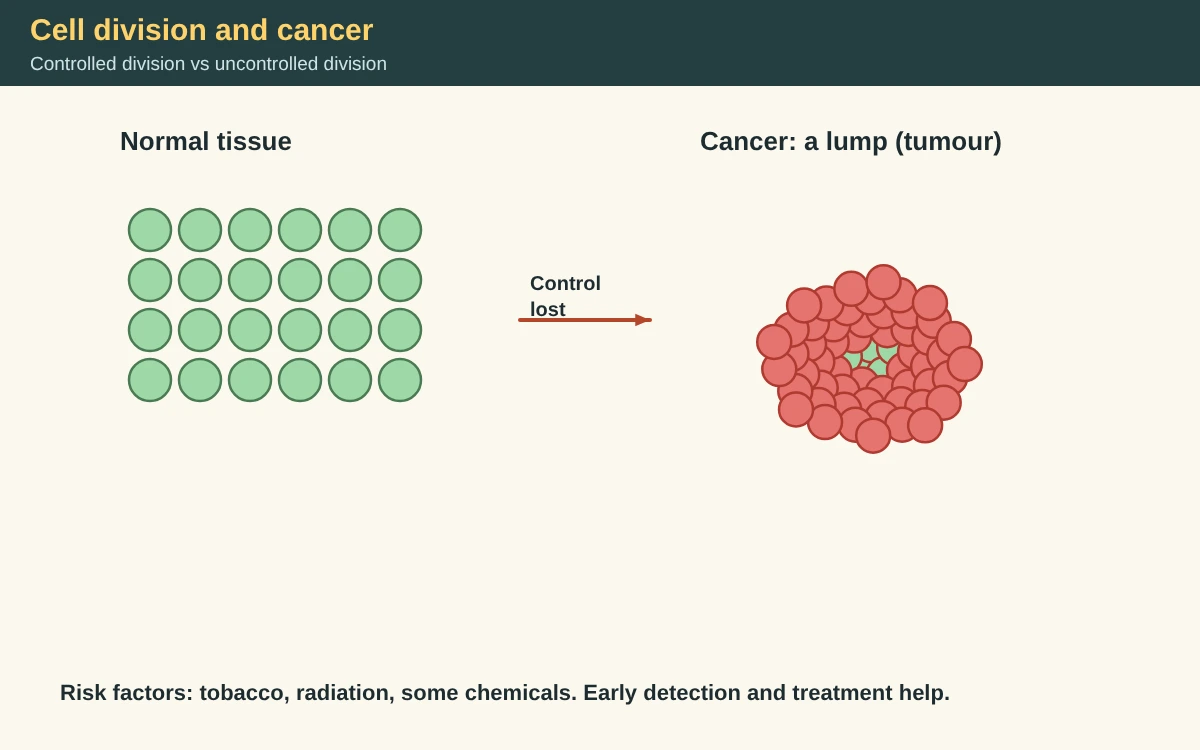 Cell division and cancer
Controlled division vs uncontrolled division
Normal tissue
Cancer: a lump (tumour)
Control
lost
Risk factors: tobacco, radiation, some chemicals. Early detection and treatment help.